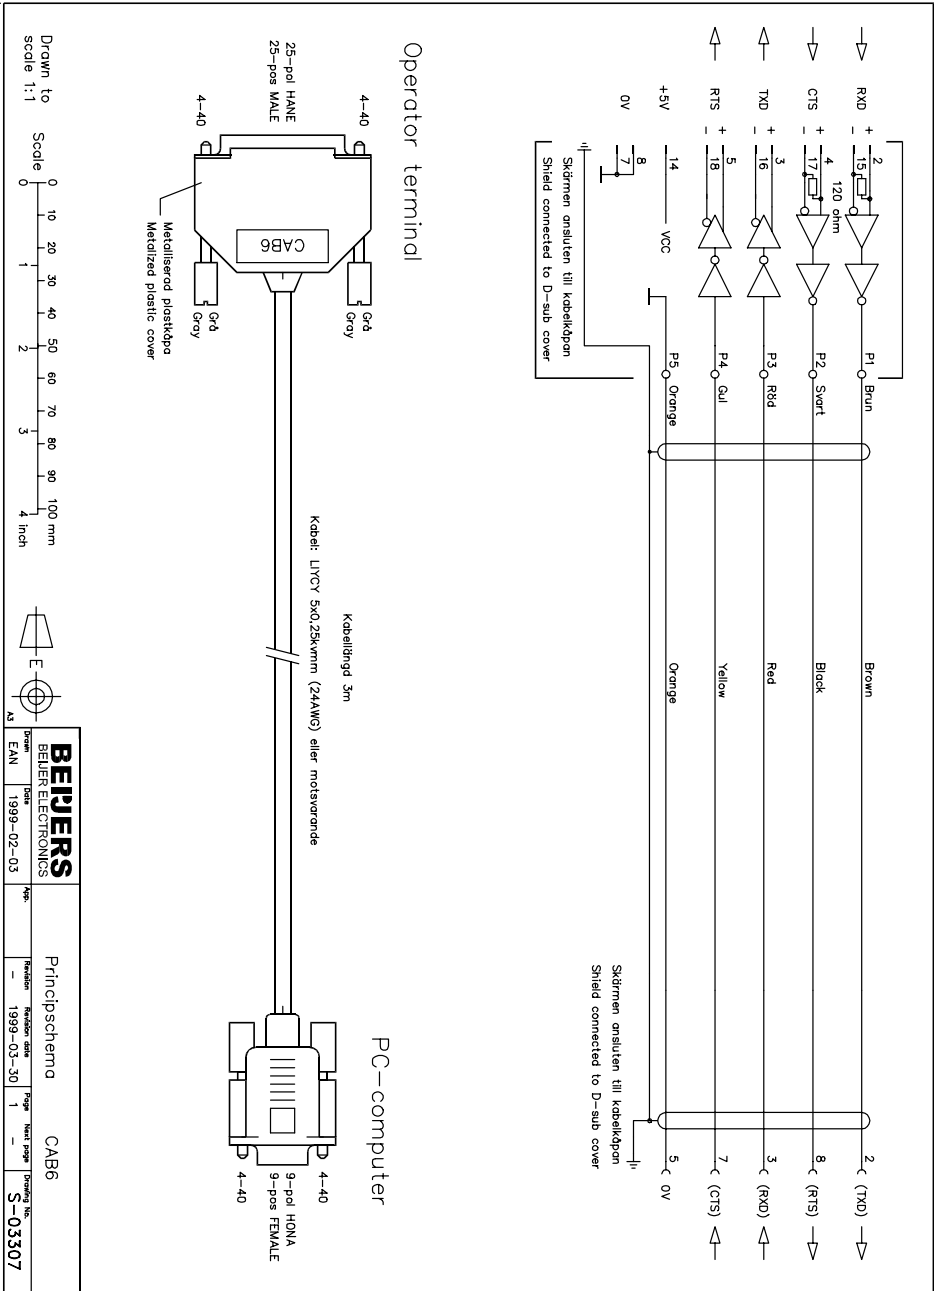 RXD + 2 P1 Brun Brown 2 (TXD)
- 15
120 ohm
CTS + 4 P2 Svart Black 8 (RTS)
- 17
TXD + 3 P3 Röd Red 3 (RXD)
- 16
RTS + 5 P4 Gul Yellow 7 (CTS)
- 18
+5V 14 VCC P5 Orange Orange 5 0V
0V 8
7
Skärmen ansluten till kabelkåpan
Shield connected to D-sub cover
Skärmen ansluten till kabelkåpan
Shield connected to D-sub cover
Operator terminal
PC-computer
4-40
25-pol HANE
25-pos MALE
4-40
CAB6
Grå
Gray
Grå
Gray
Metalliserad plastkåpa
Metallized plastic cover
Kabellängd 3m
Kabel: LIYCY 5x0,25kvmm (24AWG) eller motsvarande
4-40
9-pol HONA
9-pos FEMALE
4-40
Drawn to
scale 1:1
Scale
0 10 20 30 40 50 60 70 80 90 100 mm
0 1 2 3 4 inch
E
A3
BEIJERS
BEIJER ELECTRONICS
Principschema CAB6
Drawn
EAN
Date
1999-02-03
App.
Revision
-
Revision date
1999-03-30
Page
1
Next page
-
Drawing No.
S-03307